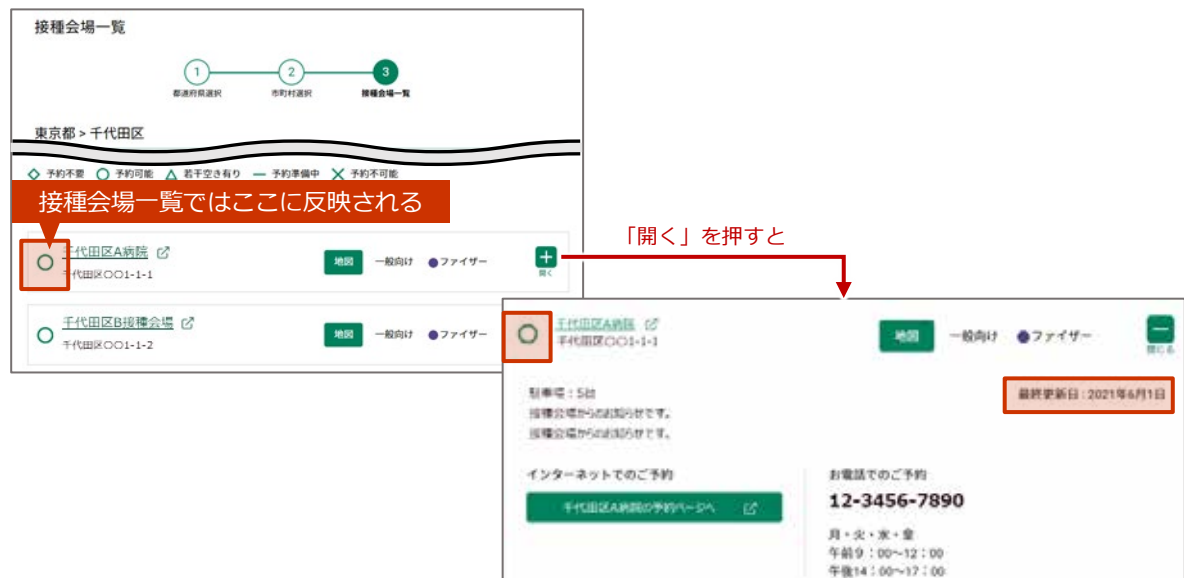 接種会場一覧
1 2 3
都道府県選択 市町村選択 接種会場一覧
東京都 > 千代田区
予約不要 予約可能 若干空き有り 予約準備中 予約不可能
接種会場一覧ではここに反映される
千代田区A病院
千代田区〇〇1-1-1
地図 一般向け ●ファイザー
開く
千代田区B接種会場
千代田区〇〇1-1-2
地図 一般向け ●ファイザー
「開く」を押すと
千代田区A病院
千代田区〇〇1-1-1
地図 一般向け ●ファイザー
閉じる
最終更新日：2021年6月1日
駐車場：5台
接種会場からのお知らせです。
接種会場からのお知らせです。
インターネットでのご予約
千代田区A病院の予約ページへ
お電話でのご予約
12-3456-7890
月・火・水・金
午前9：00～12：00
午後14：00～17：00